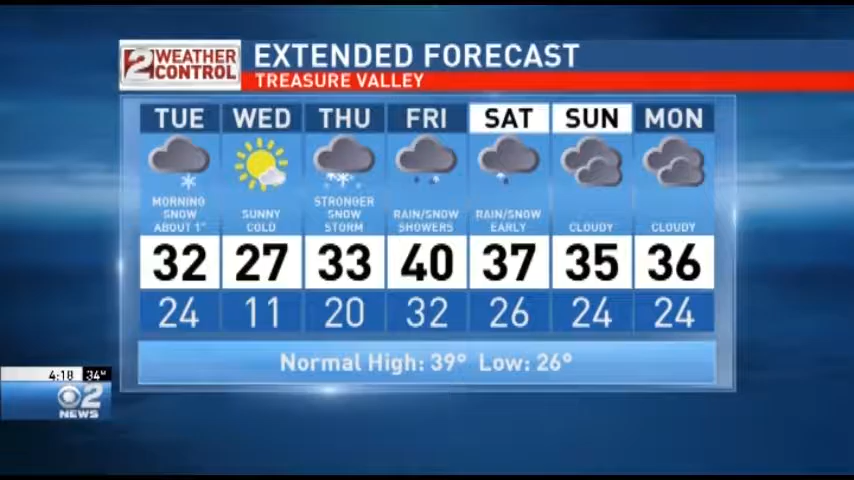 2 WEATHER CONTROL
EXTENDED FORECAST
TREASURE VALLEY
TUE WED THU FRI SAT SUN MON
MORNING SNOW ABOUT 1"
SUNNY COLD
STRONGER SNOW STORM
RAIN/SNOW SHOWERS
RAIN/SNOW EARLY
CLOUDY
CLOUDY
32 27 33 40 37 35 36
24 11 20 32 26 24 24
Normal High: 39° Low: 26°
4:18 34°
2
NEWS